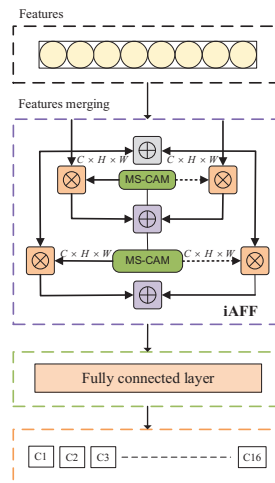 Features
Features merging
C × H × W C × H × W
MS-CAM
C × H × W C × H × W
MS-CAM
iAFF
Fully connected layer
C1 C2 C3 C16